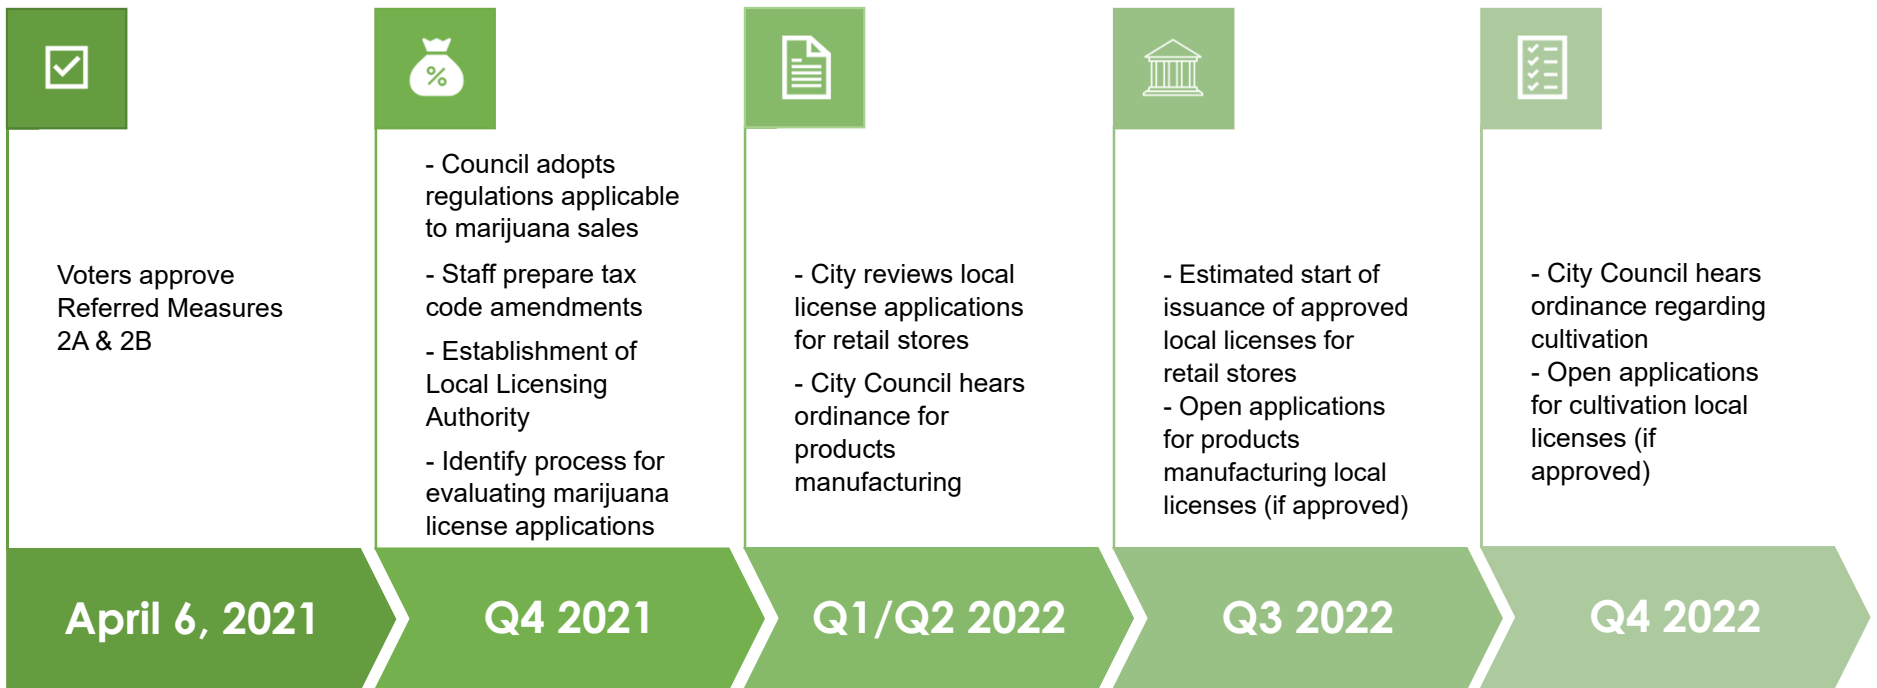 Voters approve
Referred Measures
2A & 2B
- Council adopts
regulations applicable
to marijuana sales
- Staff prepare tax
code amendments
- Establishment of
Local Licensing
Authority
- Identify process for
evaluating marijuana
license applications
- City reviews local
license applications
for retail stores
- City Council hears
ordinance for
products
manufacturing
- Estimated start of
issuance of approved
local licenses for
retail stores
- Open applications
for products
manufacturing local
licenses (if approved)
- City Council hears
ordinance regarding
cultivation
- Open applications
for cultivation local
licenses (if
approved)
April 6, 2021
Q4 2021
Q1/Q2 2022
Q3 2022
Q4 2022
%